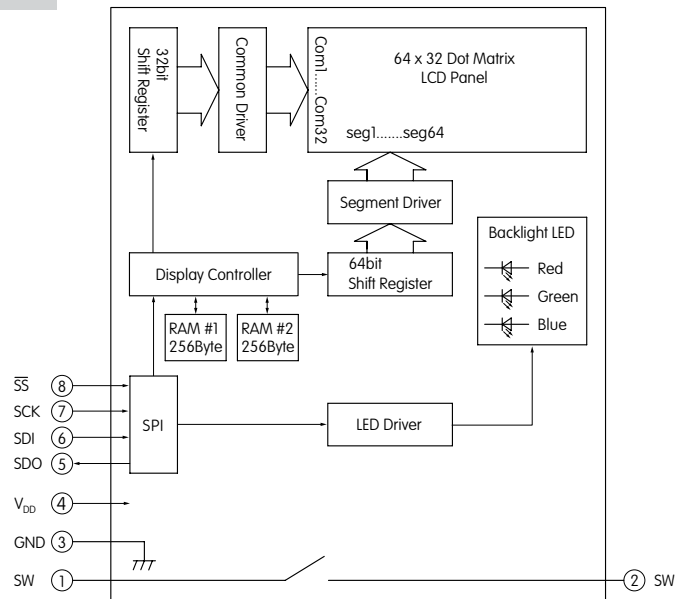 32bit
Shift Register
Common Driver
Com1.....Com32
64 x 32 Dot Matrix
LCD Panel
seg1.......seg64
Segment Driver
Backlight LED
Red
Green
Blue
Display Controller
64bit
Shift Register
RAM #1
256Byte
RAM #2
256Byte
SS 8
SCK 7
SDI 6
SDO 5
SPI
LED Driver
VDD 4
GND 3
SW 1
2 SW